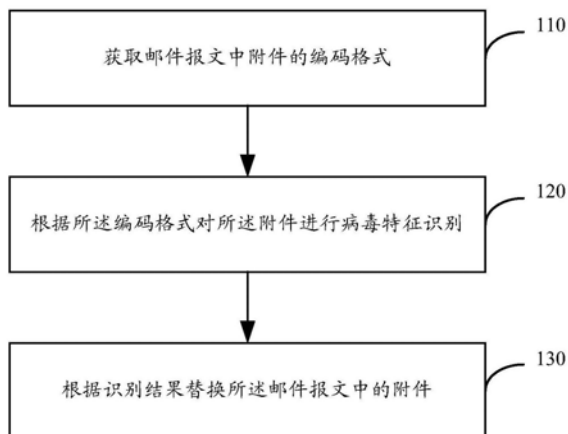 110
获取邮件报文中附件的编码格式
120
根据所述编码格式对所述附件进行病毒特征识别
130
根据识别结果替换所述邮件报文中的附件